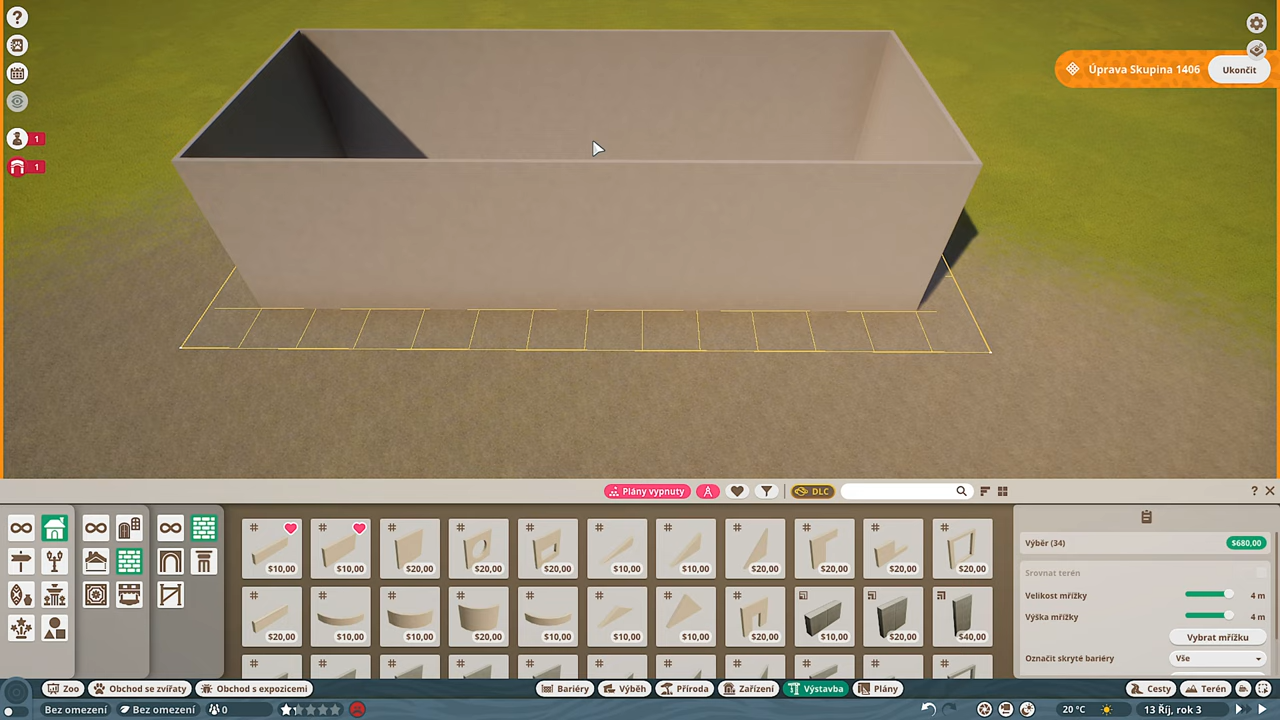 ?
Úprava Skupina 1406
Ukončit
1
1
Plány vypnuty
DLC
?
$10,00
$10,00
$20,00
$20,00
$20,00
$10,00
$10,00
$20,00
$20,00
$20,00
$20,00
$20,00
$10,00
$10,00
$20,00
$10,00
$10,00
$10,00
$20,00
$10,00
$20,00
$40,00
Výběr (34)
$680,00
Srovnat terén
Velikost mřížky
4 m
Výška mřížky
4 m
Vybrat mřížku
Označit skryté bariéry
Vše
Zoo
Obchod se zvířaty
Obchod s expozicemi
Bariéry
Výběh
Příroda
Zařízení
Výstavba
Plány
Cesty
Terén
Bez omezení
Bez omezení
0
1
20 °C
13 Říj, rok 3